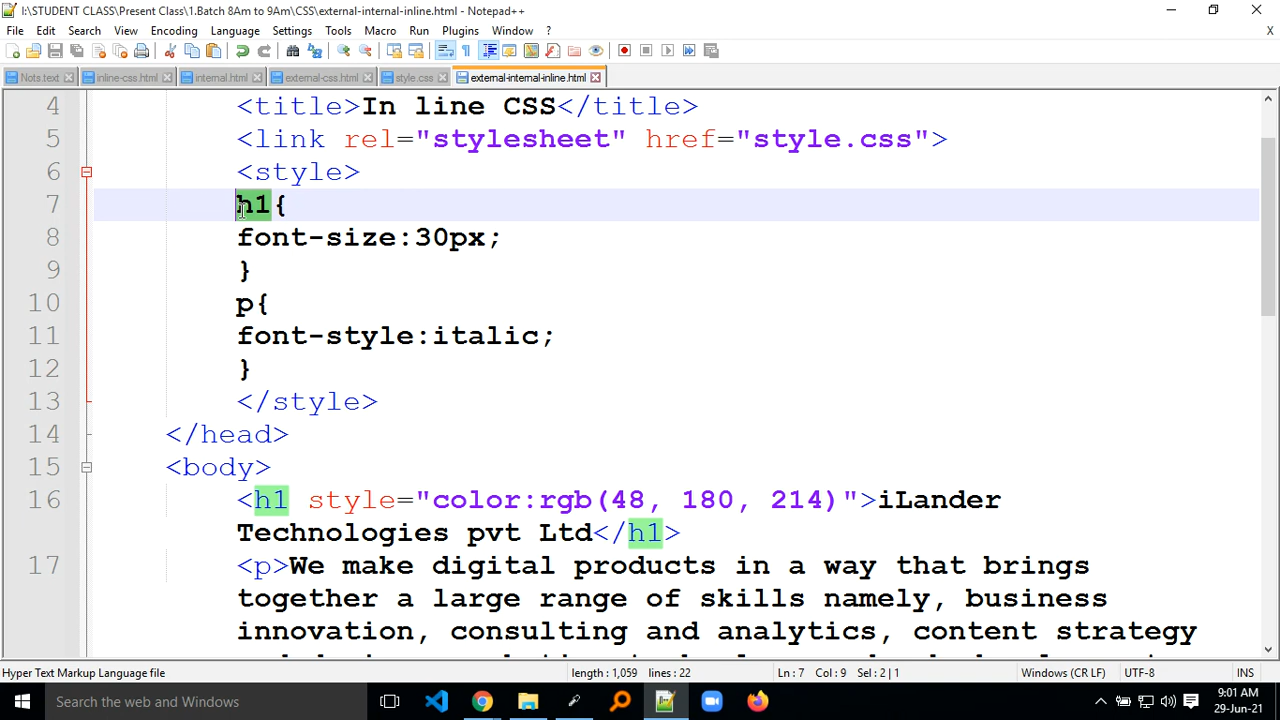 I:\STUDENT CLASS\Present Class\1.Batch 8Am to 9Am\CSS\external-internal-inline.html - Notepad++
File Edit Search View Encoding Language Settings Tools Macro Run Plugins Window ? X
Nots.text inline-css.html internal.html external-css.html style.css external-internal-inline.html
4 <title>In line CSS</title>
5 <link rel="stylesheet" href="style.css">
6 <style>
7 h1{
8 font-size:30px;
9 }
10 p{
11 font-style:italic;
12 }
13 </style>
14 </head>
15 <body>
16 <h1 style="color:rgb(48, 180, 214)">iLander
Technologies pvt Ltd</h1>
17 <p>We make digital products in a way that brings
together a large range of skills namely, business
innovation, consulting and analytics, content strategy
Hyper Text Markup Language file length : 1,059 lines : 22 Ln : 7 Col : 9 Sel : 2 | 1 Windows (CR LF) UTF-8 INS
Search the web and Windows
9:01 AM
29-Jun-21